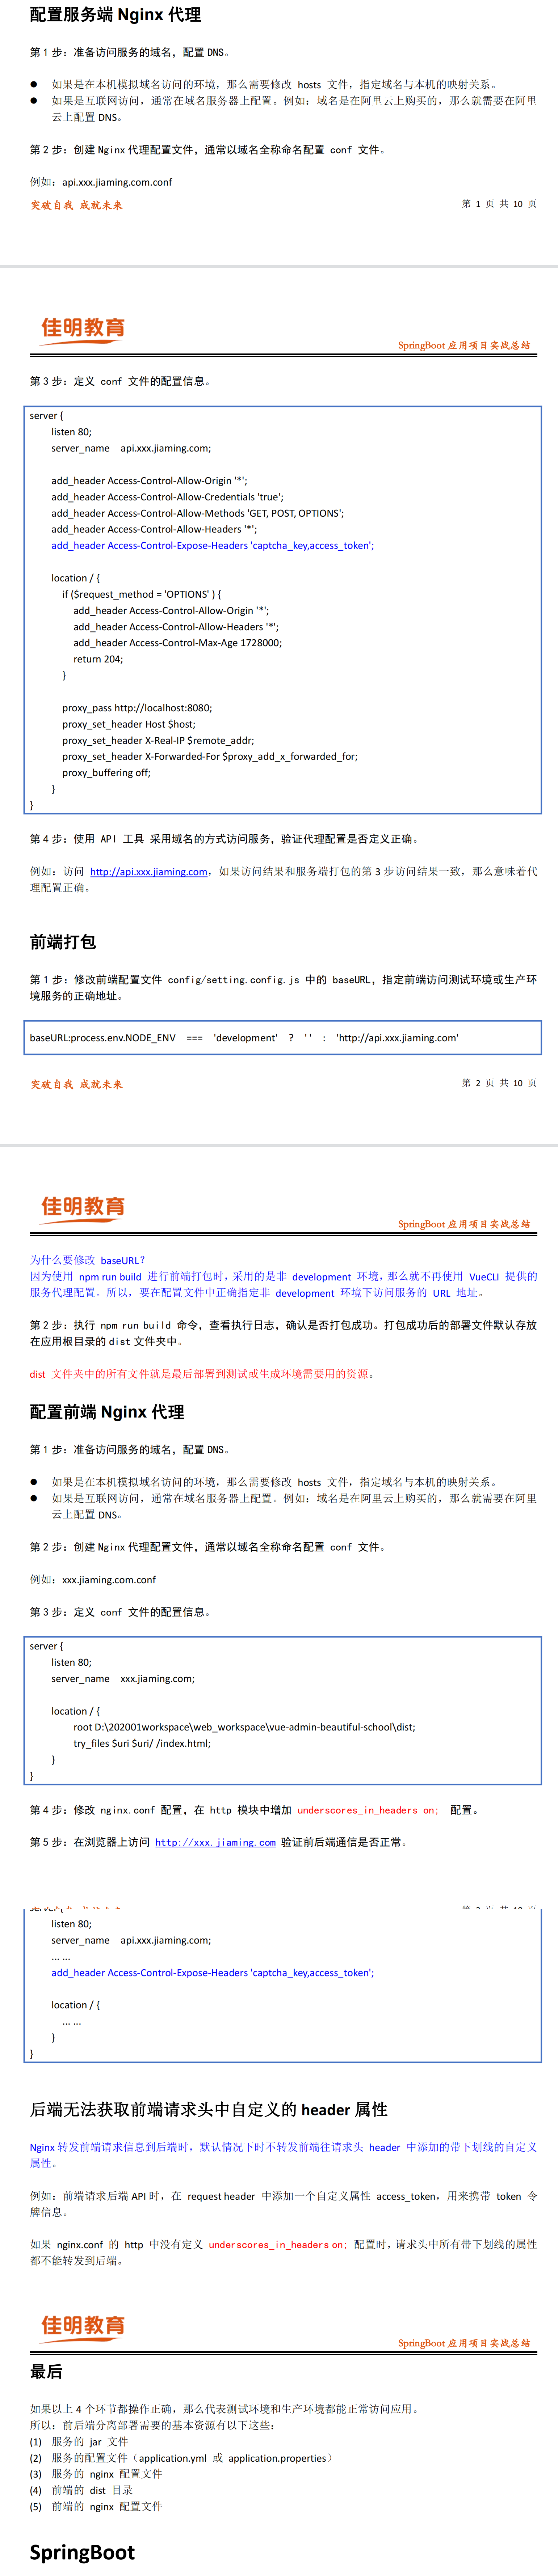 配置服务端 Nginx 代理
第 1 步：准备访问服务的域名，配置 DNS。
● 如果是在本机模拟域名访问的环境，那么需要修改 hosts 文件，指定域名与本机的映射关系。
● 如果是互联网访问，通常在域名服务器上配置。例如：域名是在阿里云上购买的，那么就需要在阿里
云上配置 DNS。
第 2 步：创建 Nginx 代理配置文件，通常以域名全称命名配置 conf 文件。
例如：api.xxx.jiaming.com.conf
突破自我 成就未来
第 1 页 共 10 页
佳明教育
SpringBoot 应用项目实战总结
第 3 步：定义 conf 文件的配置信息。
server {
listen 80;
server_name api.xxx.jiaming.com;
add_header Access-Control-Allow-Origin '*';
add_header Access-Control-Allow-Credentials 'true';
add_header Access-Control-Allow-Methods 'GET, POST, OPTIONS';
add_header Access-Control-Allow-Headers '*';
add_header Access-Control-Expose-Headers 'captcha_key,access_token';
location / {
if ($request_method = 'OPTIONS' ) {
add_header Access-Control-Allow-Origin '*';
add_header Access-Control-Allow-Headers '*';
add_header Access-Control-Max-Age 1728000;
return 204;
}
proxy_pass http://localhost:8080;
proxy_set_header Host $host;
proxy_set_header X-Real-IP $remote_addr;
proxy_set_header X-Forwarded-For $proxy_add_x_forwarded_for;
proxy_buffering off;
}
}
第 4 步：使用 API 工具 采用域名的方式访问服务，验证代理配置是否定义正确。
例如：访问 http://api.xxx.jiaming.com，如果访问结果和服务端打包的第 3 步访问结果一致，那么意味着代
理配置正确。
前端打包
第 1 步：修改前端配置文件 config/setting.config.js 中的 baseURL，指定前端访问测试环境或生产环
境服务的正确地址。
baseURL:process.env.NODE_ENV === 'development' ? '' : 'http://api.xxx.jiaming.com'
突破自我 成就未来
第 2 页 共 10 页
佳明教育
SpringBoot 应用项目实战总结
为什么要修改 baseURL？
因为使用 npm run build 进行前端打包时，采用的是非 development 环境，那么就不再使用 VueCLI 提供的
服务代理配置。所以，要在配置文件中正确指定非 development 环境下访问服务的 URL 地址。
第 2 步：执行 npm run build 命令，查看执行日志，确认是否打包成功。打包成功后的部署文件默认存放
在应用根目录的 dist 文件夹中。
dist 文件夹中的所有文件就是最后部署到测试或生成环境需要用的资源。
配置前端 Nginx 代理
第 1 步：准备访问服务的域名，配置 DNS。
● 如果是在本机模拟域名访问的环境，那么需要修改 hosts 文件，指定域名与本机的映射关系。
● 如果是互联网访问，通常在域名服务器上配置。例如：域名是在阿里云上购买的，那么就需要在阿里
云上配置 DNS。
第 2 步：创建 Nginx 代理配置文件，通常以域名全称命名配置 conf 文件。
例如：xxx.jiaming.com.conf
第 3 步：定义 conf 文件的配置信息。
server {
listen 80;
server_name xxx.jiaming.com;
location / {
root D:\202001workspace\web_workspace\vue-admin-beautiful-school\dist;
try_files $uri $uri/ /index.html;
}
}
第 4 步：修改 nginx.conf 配置，在 http 模块中增加 underscores_in_headers on; 配置。
第 5 步：在浏览器上访问 http://xxx.jiaming.com 验证前后端通信是否正常。
listen 80;
server_name api.xxx.jiaming.com;
... ...
add_header Access-Control-Expose-Headers 'captcha_key,access_token';
location / {
... ...
}
}
后端无法获取前端请求头中自定义的 header 属性
Nginx 转发前端请求信息到后端时，默认情况下时不转发前端往请求头 header 中添加的带下划线的自定义
属性。
例如：前端请求后端 API 时，在 request header 中添加一个自定义属性 access_token，用来携带 token 令
牌信息。
如果 nginx.conf 的 http 中没有定义 underscores_in_headers on; 配置时，请求头中所有带下划线的属性
都不能转发到后端。
佳明教育
SpringBoot 应用项目实战总结
最后
如果以上 4 个环节都操作正确，那么代表测试环境和生产环境都能正常访问应用。
所以：前后端分离部署需要的基本资源有以下这些：
(1) 服务的 jar 文件
(2) 服务的配置文件（application.yml 或 application.properties）
(3) 服务的 nginx 配置文件
(4) 前端的 dist 目录
(5) 前端的 nginx 配置文件
SpringBoot